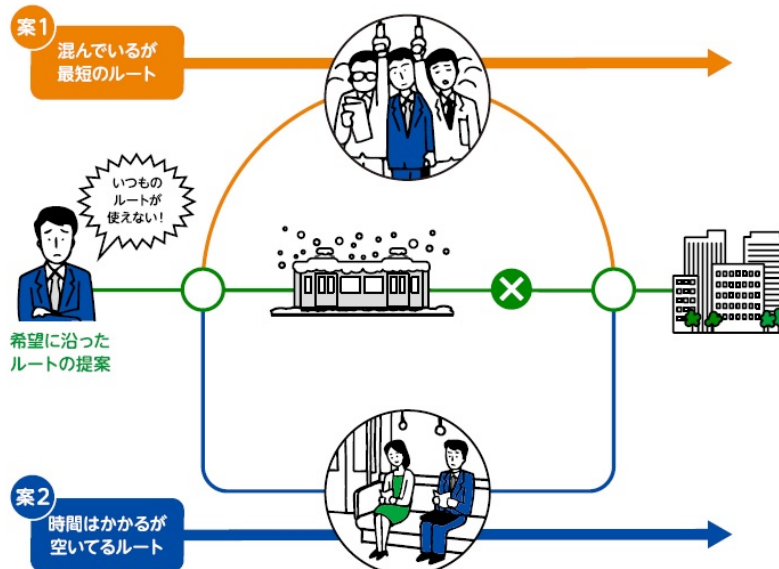 案1
混んでいるが
最短のルート
いつもの
ルートが
使えない!
希望に沿った
ルートの提案
案2
時間はかかるが
空いてるルート